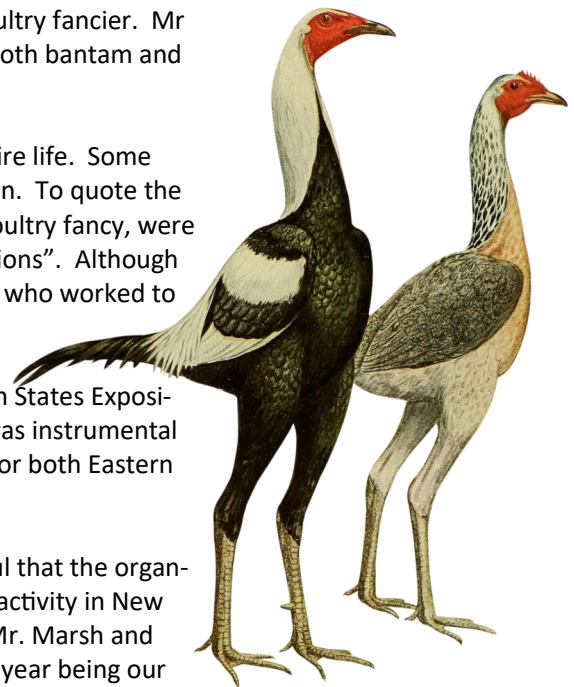 ultry fancier.  Mr
oth bantam and
ire life.  Some
n.  To quote the
oultry fancy, were
ions”.  Although
who worked to
n States Exposi-
as instrumental
or both Eastern
ul that the organ-
activity in New
Mr. Marsh and
year being our